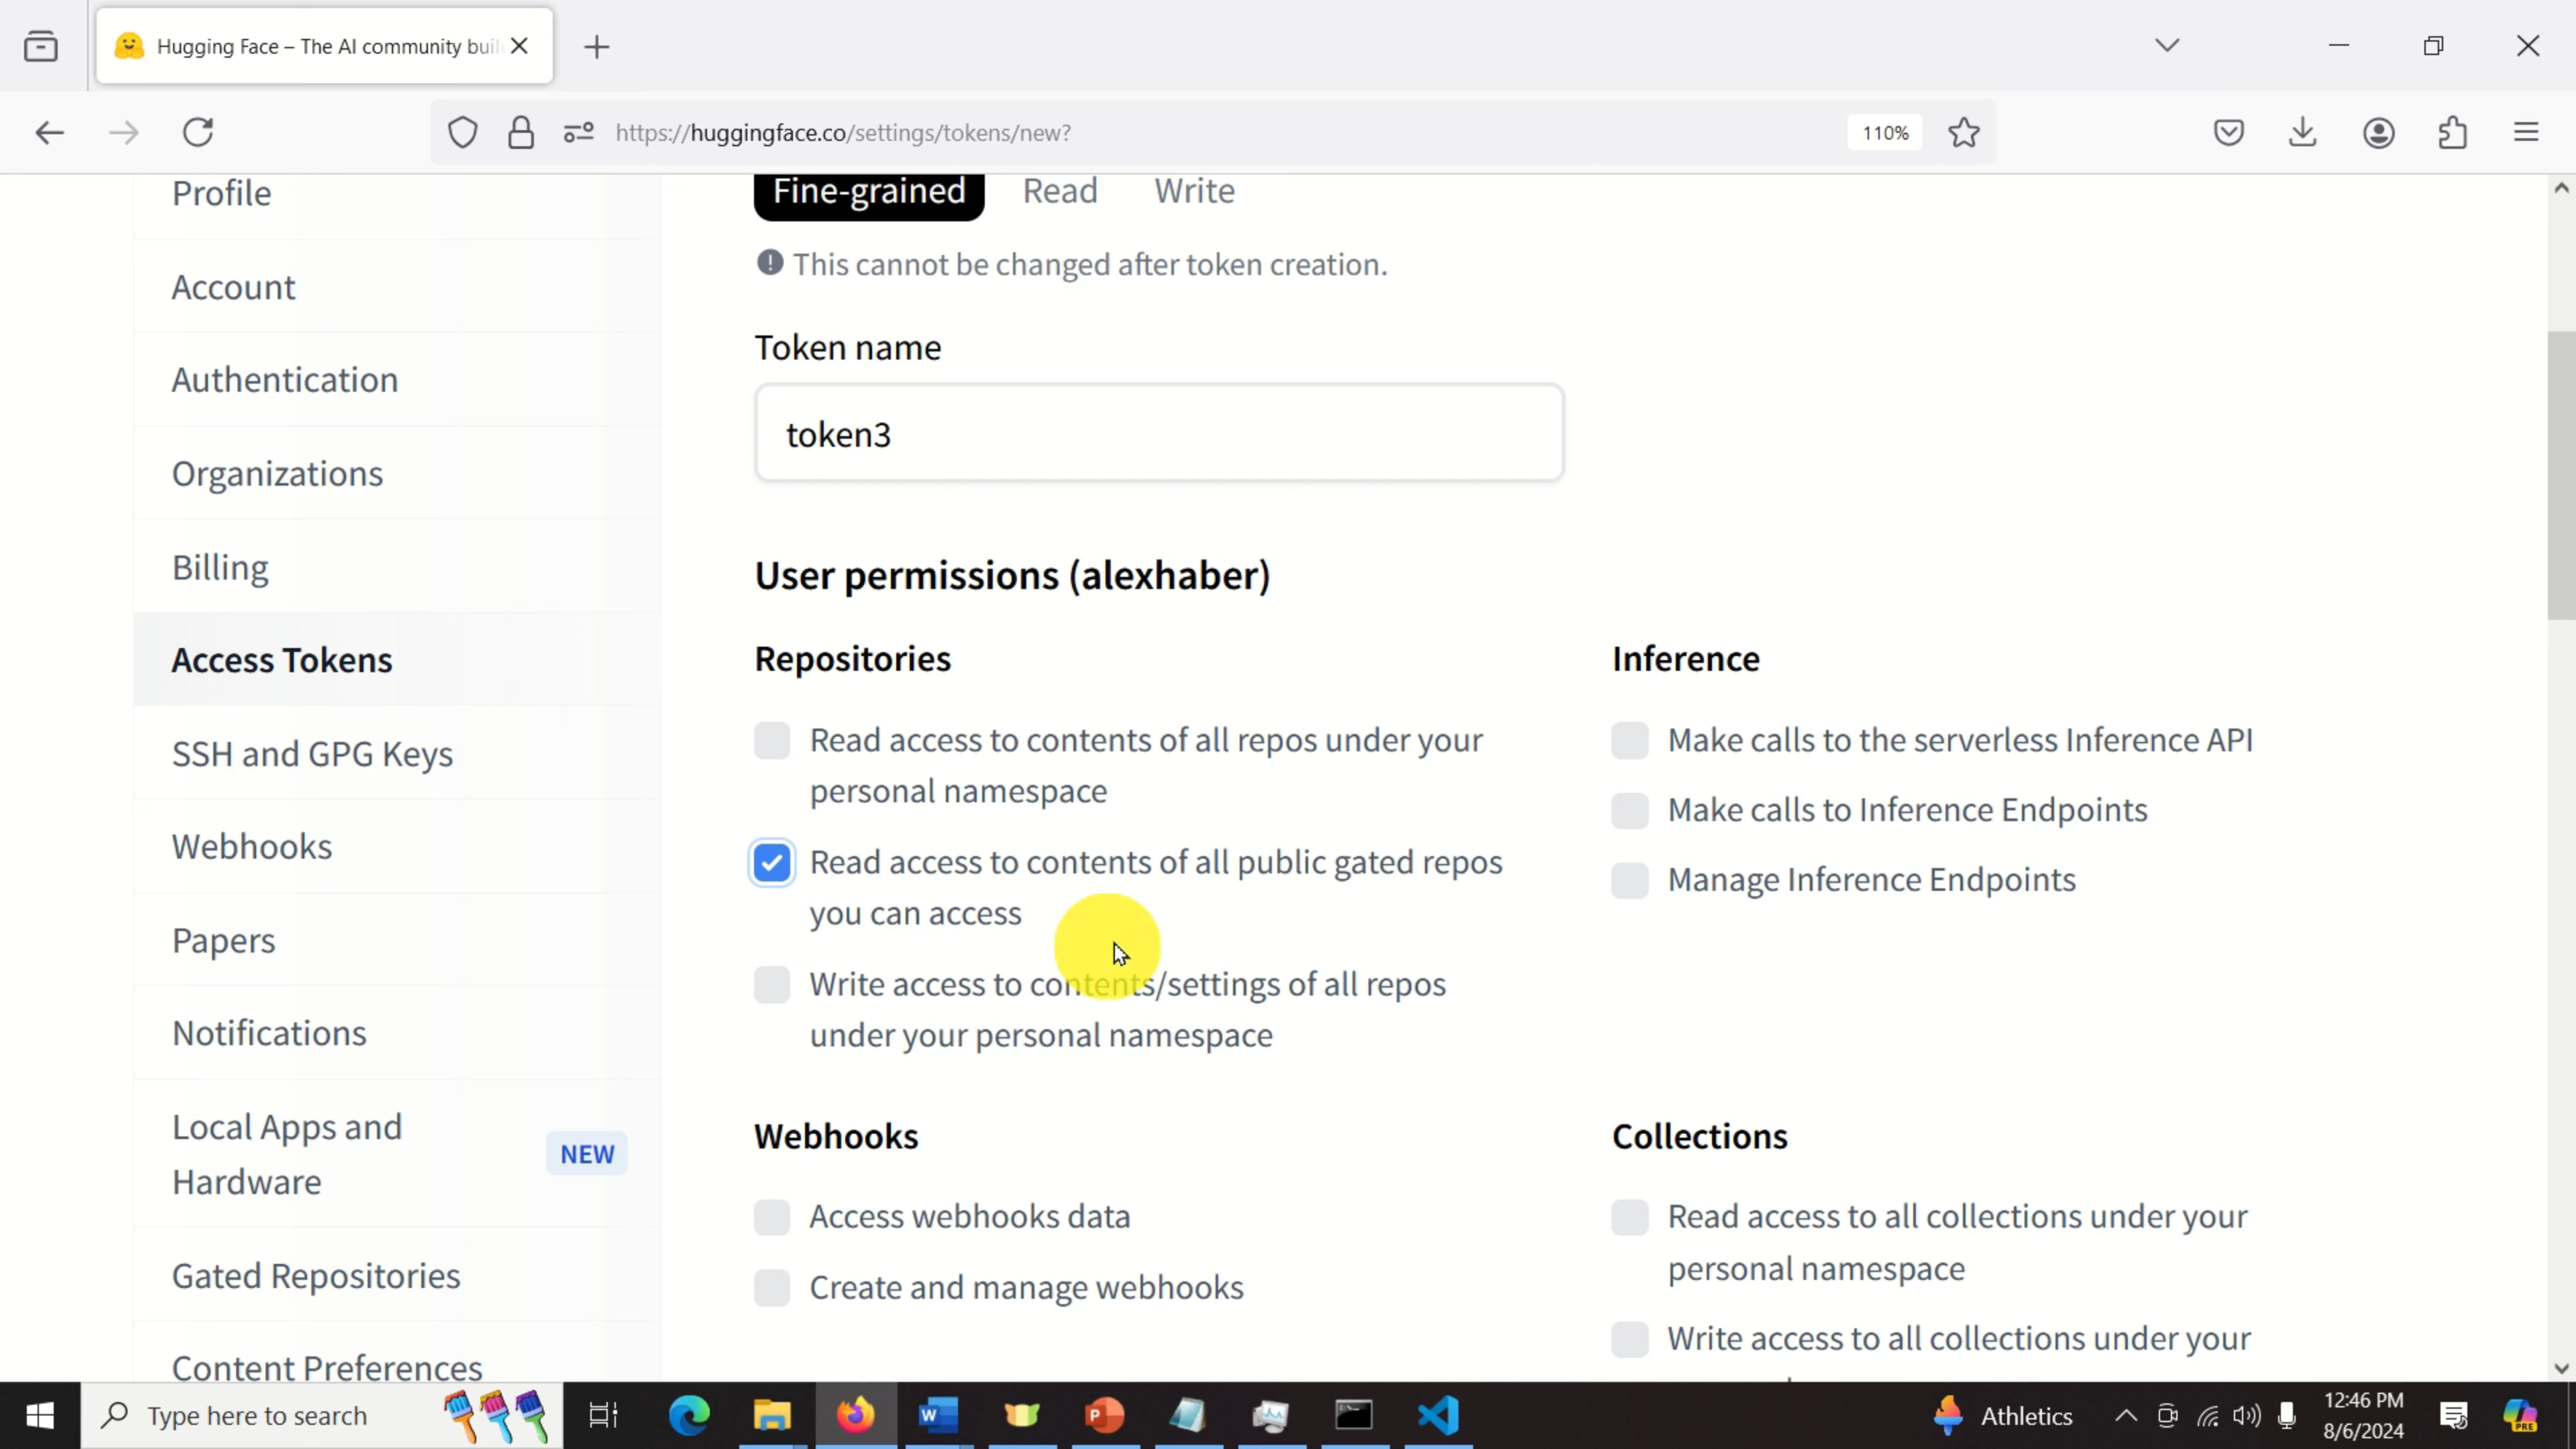 Hugging Face – The AI community buil
https://huggingface.co/settings/tokens/new?
110%
Profile
Account
Authentication
Organizations
Billing
Access Tokens
SSH and GPG Keys
Webhooks
Papers
Notifications
Local Apps and
Hardware
NEW
Gated Repositories
Content Preferences
Fine-grained
Read
Write
This cannot be changed after token creation.
Token name
token3
User permissions (alexhaber)
Repositories
Read access to contents of all repos under your
personal namespace
Read access to contents of all public gated repos
you can access
Write access to contents/settings of all repos
under your personal namespace
Inference
Make calls to the serverless Inference API
Make calls to Inference Endpoints
Manage Inference Endpoints
Webhooks
Access webhooks data
Create and manage webhooks
Collections
Read access to all collections under your
personal namespace
Write access to all collections under your
Type here to search
Athletics
12:46 PM
8/6/2024
PRE